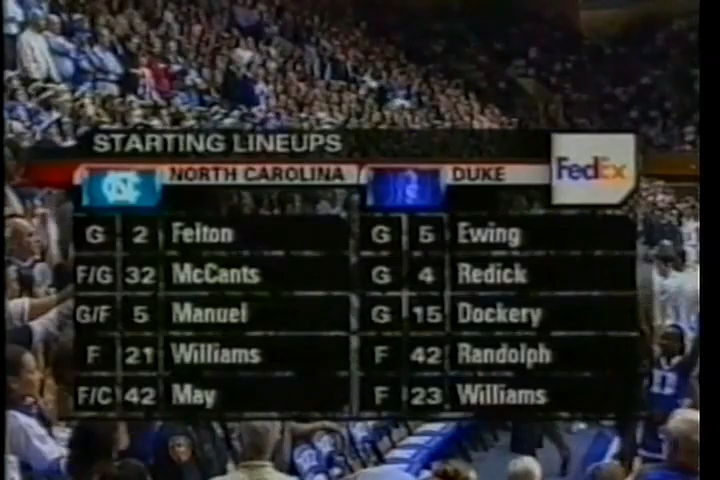 STARTING LINEUPS
FedEx
NC NORTH CAROLINA DUKE
G 2 Felton G 5 Ewing
F/G 32 McCants G 4 Redick
G/F 5 Manuel G 15 Dockery
F 21 Williams F 42 Randolph
F/C 42 May F 23 Williams